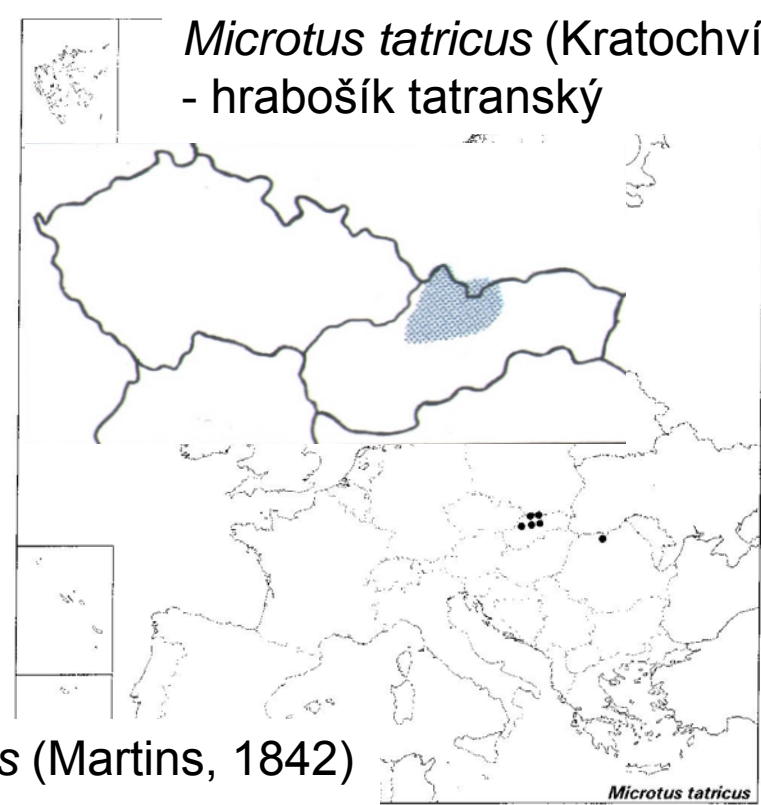 Microtus tatricus (Kratochví
- hrabošík tatranský
s (Martins, 1842)
Microtus tatricus